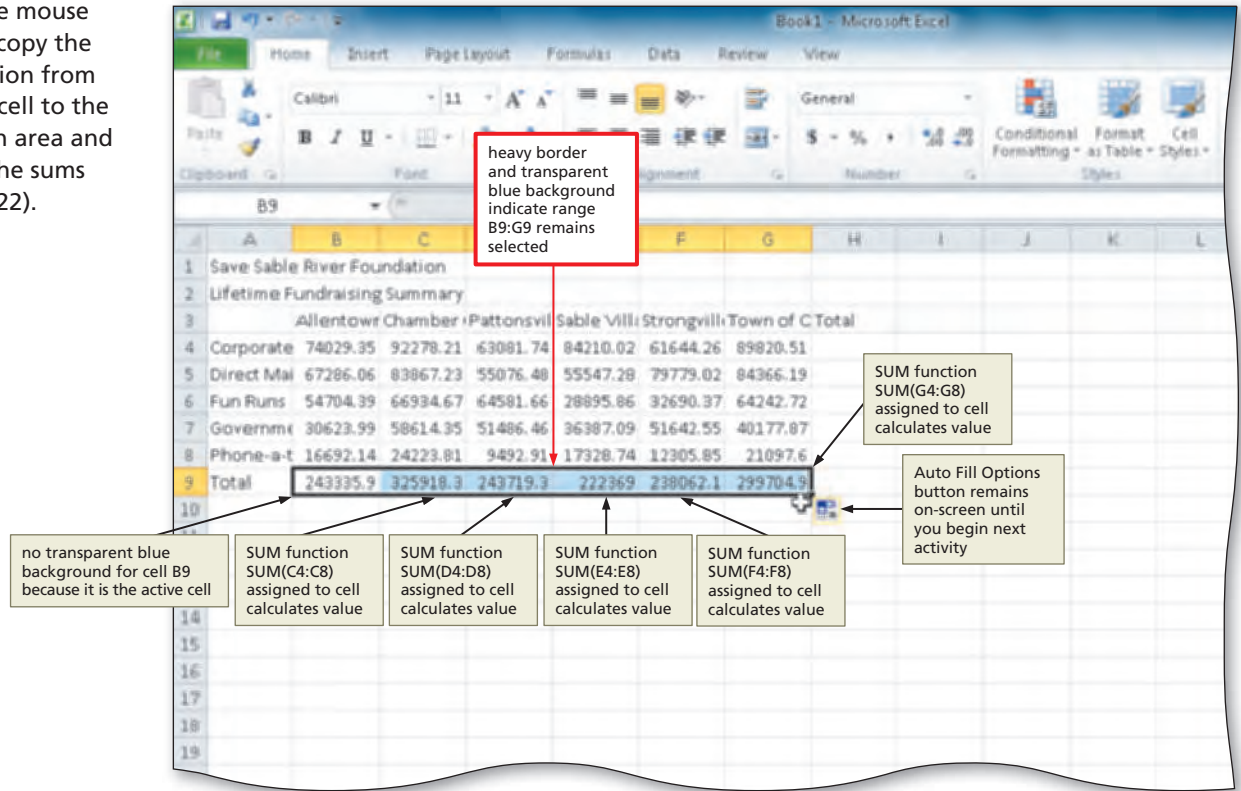 e mouse
copy the
ion from
cell to the
n area and
he sums
22).
Book1 - Microsoft Excel
File Home Insert Page Layout Formulas Data Review View
Calibri 11 A A General
Paste B I U $ - % , Conditional Formatting Format as Table Cell Styles
Clipboard Font Number Styles
heavy border
and transparent
blue background
indicate range
B9:G9 remains
selected
B9
A B C F G H I J K L
1 Save Sable River Foundation
2 Lifetime Fundraising Summary
3 Allentowr Chamber Pattonsvil Sable Villa Strongvill Town of C Total
4 Corporate 74029.35 92278.21 63081.74 84210.02 61644.26 89820.51
5 Direct Mai 67286.06 83867.23 55076.48 55547.28 79779.02 84366.19
6 Fun Runs 54704.39 66934.67 64581.66 28895.86 32690.37 64242.72
7 Governme 30623.99 58614.35 51486.46 36387.09 51642.55 40177.87
8 Phone-a-t 16692.14 24223.81 9492.91 17328.74 12305.85 21097.6
9 Total 243335.9 325918.3 243719.3 222369 238062.1 299704.9
10
14
15
16
17
18
19
SUM function
SUM(G4:G8)
assigned to cell
calculates value
Auto Fill Options
button remains
on-screen until
you begin next
activity
no transparent blue
background for cell B9
because it is the active cell
SUM function
SUM(C4:C8)
assigned to cell
calculates value
SUM function
SUM(D4:D8)
assigned to cell
calculates value
SUM function
SUM(E4:E8)
assigned to cell
calculates value
SUM function
SUM(F4:F8)
assigned to cell
calculates value